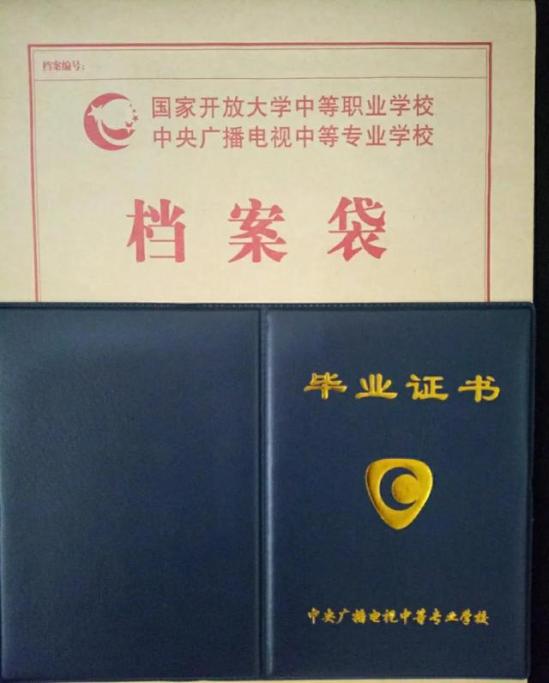 档案编号:
国家开放大学中等职业学校
中央广播电视中等专业学校
档案袋
毕业证书
中央广播电视中等专业学校